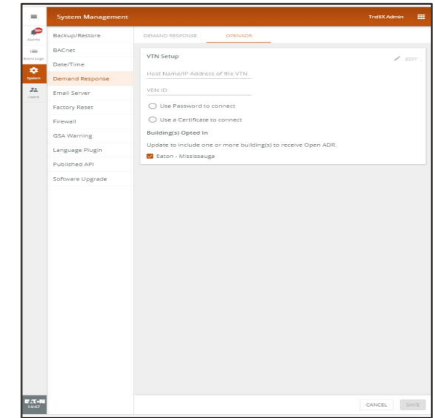 System Management
Trellix Admin
Backup/Restore
BACnet
Date/Time
Demand Response
Email Server
Factory Reset
Firewall
GSA Warning
Language Plugin
Published API
Software Upgrade
System
DEMAND RESPONSE
OPENADR
VTN Setup
EDIT
Host Name/IP Address of the VTN
VEN ID
Use Password to connect
Use a Certificate to connect
Building(s) Opted In
Update to include one or more building(s) to receive Open ADR.
Eaton - Mississauga
CANCEL
SAVE